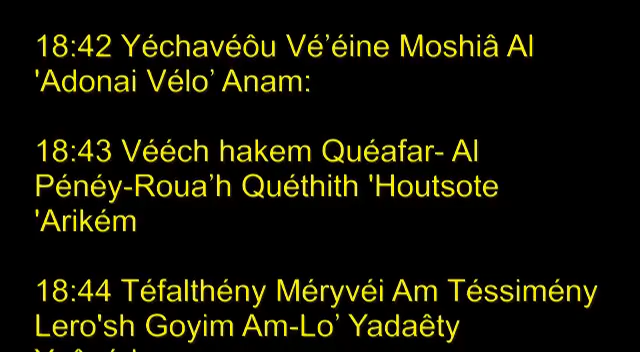 18:42 Yéchavéôu Vé’éine Moshiâ Al
'Adonai Vélo’ Anam:
18:43 Vééch hakem Quéafar- Al
Pénéy-Roua’h Quéthith 'Houtsote
'Arikém
18:44 Téfalthény Méryvéi Am Téssimény
Lero'sh Goyim Am-Lo’ Yadaêty